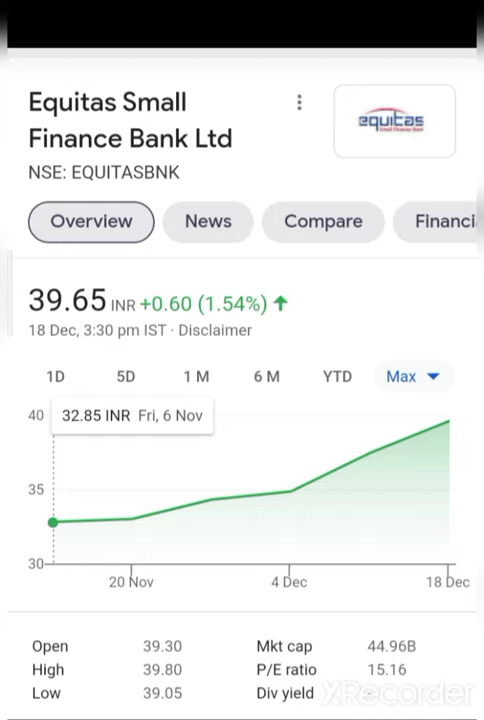 Equitas Small
Finance Bank Ltd
equitas
Small Finance Bank
NSE: EQUITASBNK
Overview News Compare Financi
39.65 INR +0.60 (1.54%) ↑
18 Dec, 3:30 pm IST · Disclaimer
1D 5D 1 M 6 M YTD Max
40 32.85 INR Fri, 6 Nov
35
30
20 Nov 4 Dec 18 Dec
Open 39.30 Mkt cap 44.96B
High 39.80 P/E ratio 15.16
Low 39.05 Div yield -
XRecorder